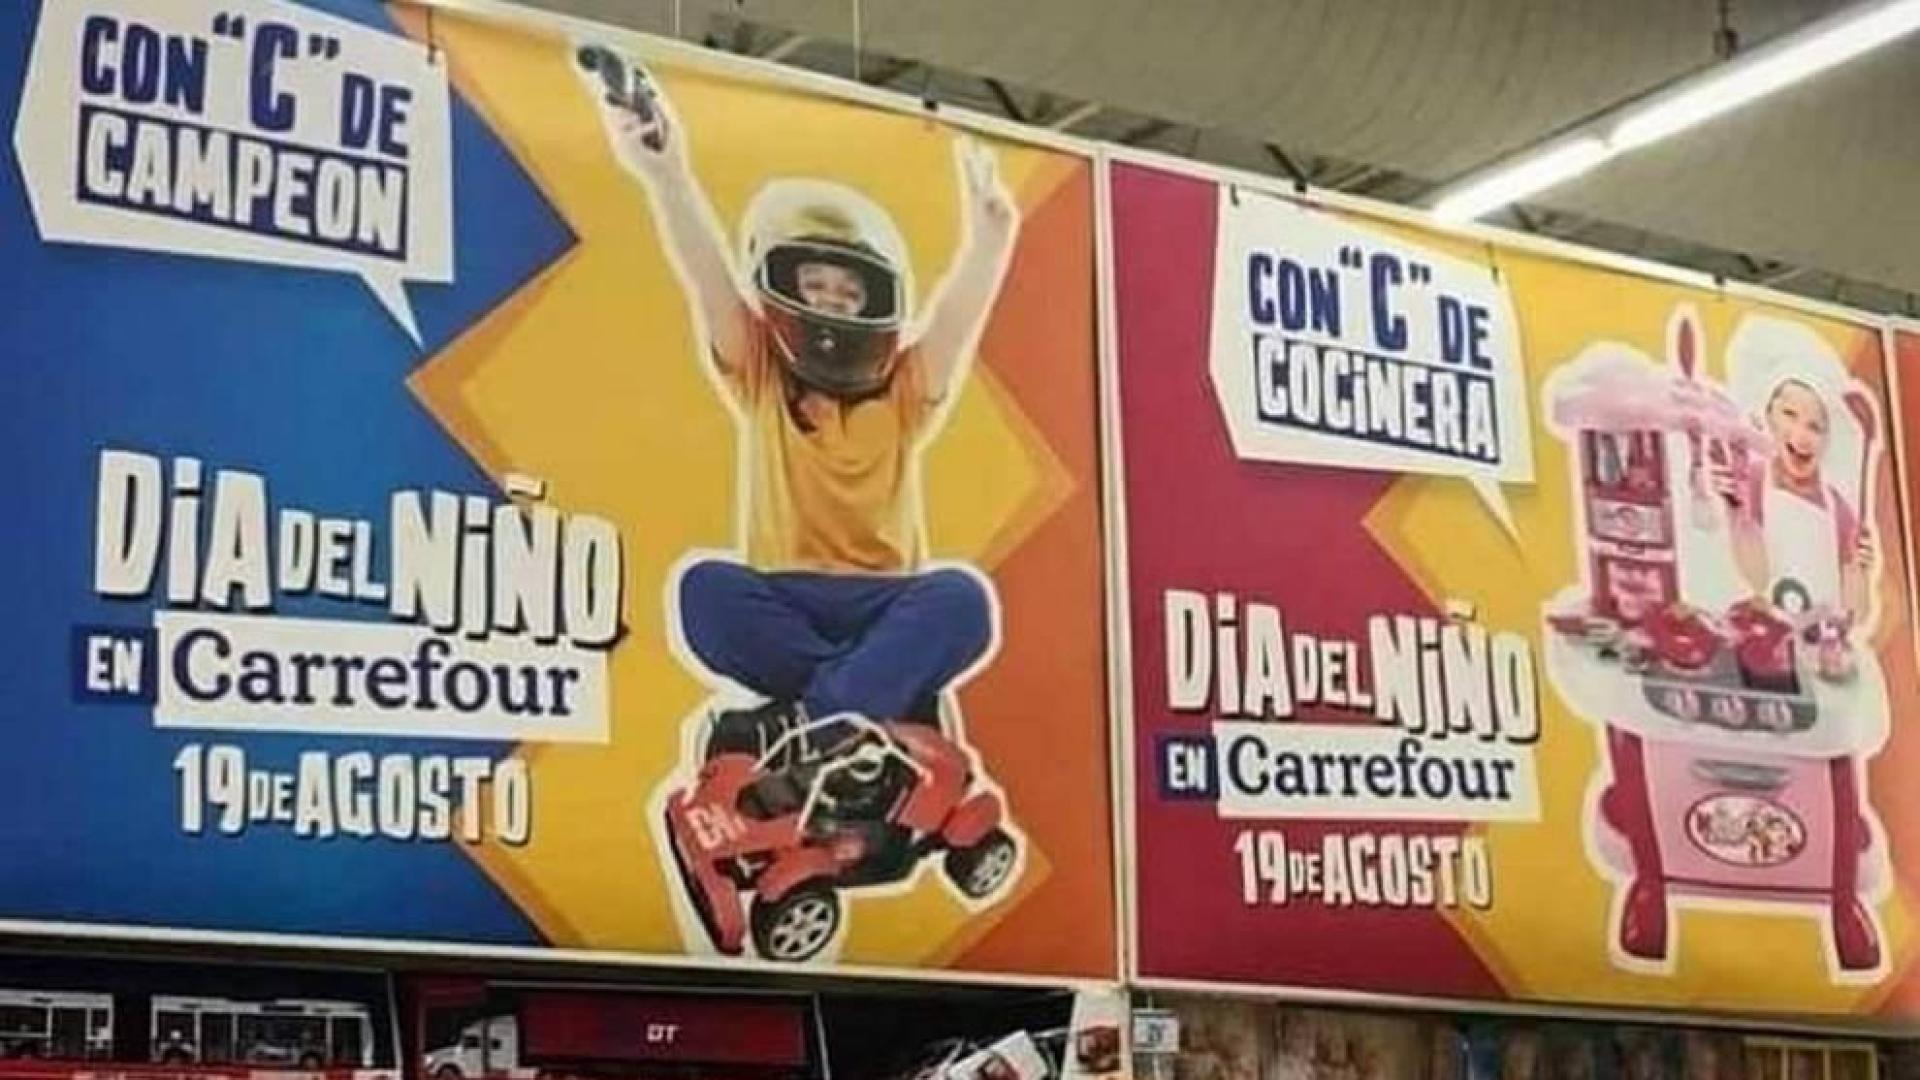 CON "C" DE
CAMPEON
DiA DEL NiÑO
EN Carrefour
19 DE AGOSTO
CON "C" DE
COCiNERA
DiA DEL NiÑO
EN Carrefour
19 DE AGOSTO
DT